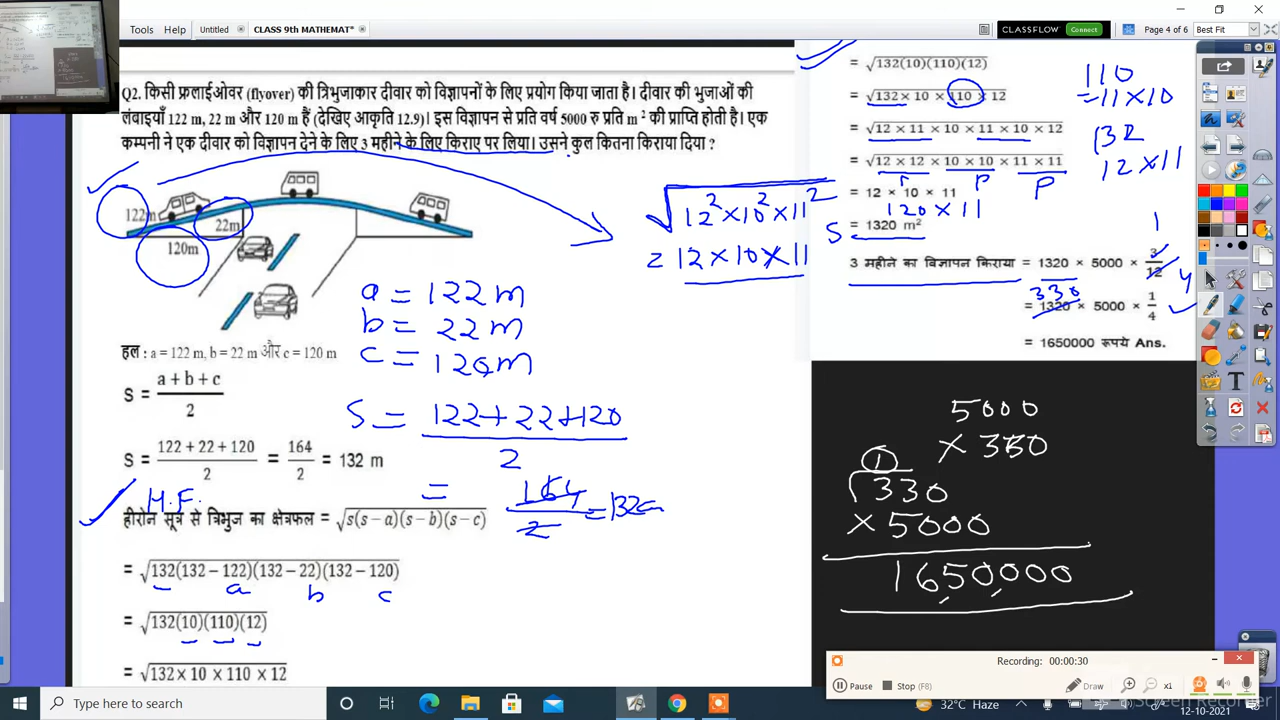 Tools Help Untitled CLASS 9th MATHEMAT* CLASSFLOW Connect Page 4 of 6 Best Fit
Q2. किसी फ़्लाईओवर (flyover) की त्रिभुजाकार दीवार को विज्ञापनों के लिए प्रयोग किया जाता है। दीवार की भुजाओं की
लंबाइयाँ 122 m, 22 m और 120 m हैं (देखिए आकृति 12.9)। इस विज्ञापन से प्रति वर्ष 5000 रु प्रति m² की प्राप्ति होती है। एक
कम्पनी ने एक दीवार को विज्ञापन देने के लिए 3 महीने के लिए किराए पर लिया। उसने कुल कितना किराया दिया ?
122m
22m
120m
a = 122 m
b = 22 m
c = 120m
हल : a = 122 m, b = 22 m और c = 120 m
S = a + b + c / 2
S = 122 + 22 + 120 / 2
S = 122 + 22 + 120 / 2 = 164 / 2 = 132 m
= 164 / 2 = 132m
H.F.
हीरोन सूत्र से त्रिभुज का क्षेत्रफल = √s(s – a)(s – b)(s – c)
= √132(132 – 122)(132 – 22)(132 – 120)
a b c
= √132(10)(110)(12)
= √132 × 10 × 110 × 12
√12² × 10² × 11²
= 12 × 10 × 11
= √132(10)(110)(12)
= √132 × 10 × 110 × 12
= √12 × 11 × 10 × 11 × 10 × 12
= √12 × 12 × 10 × 10 × 11 × 11
P P P
= 12 × 10 × 11
120 × 11
S = 1320 m²
110
= 11 × 10
132
12 × 11
1
3 महीने का विज्ञापन किराया = 1320 × 5000 × 3/12
4
330
= 1320 × 5000 × 1/4
= 1650000 रूपये Ans.
5000
× 330
1
330
× 5000
1650000
Recording: 00:00:30
Pause Stop (F8) Draw x1
Type here to search 32°C Haze 12-10-2021